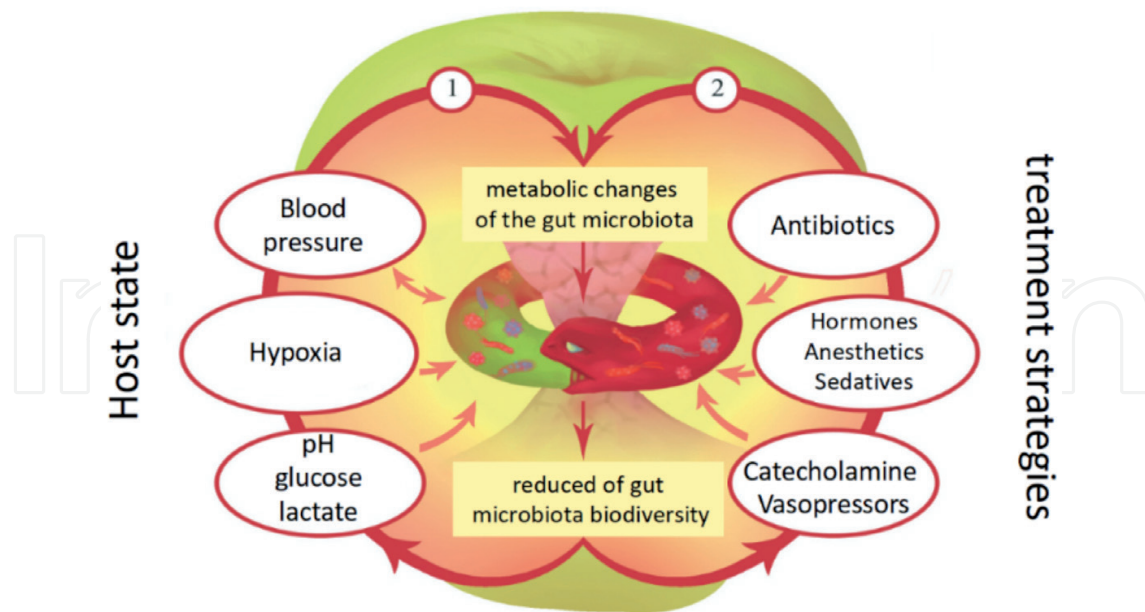 1
2
metabolic changes
of the gut microbiota
Blood
pressure
Antibiotics
Host state
treatment strategies
Hypoxia
Hormones
Anesthetics
Sedatives
pH
glucose
lactate
reduced of gut
microbiota biodiversity
Catecholamine
Vasopressors